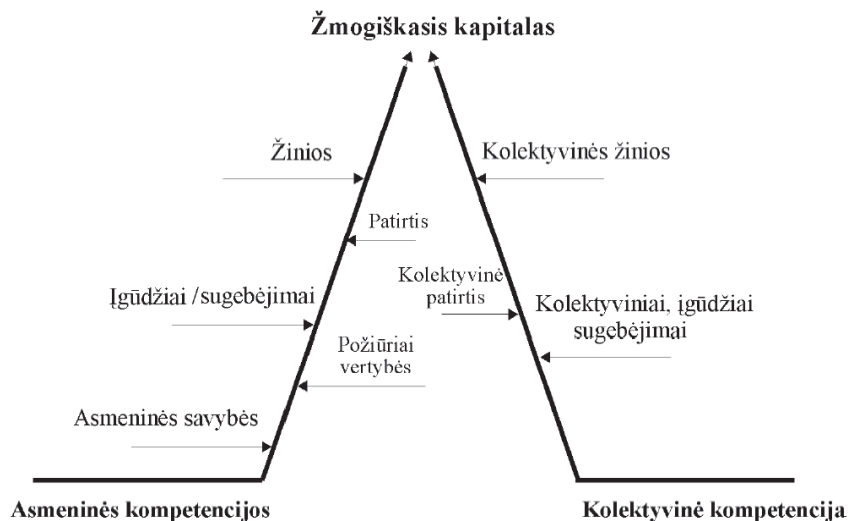 Žmogiškasis kapitalas
Žinios
Kolektyvinės žinios
Patirtis
Kolektyvinė
patirtis
Įgūdžiai /sugebėjimai
Kolektyviniai, įgūdžiai
sugebėjimai
Požiūriai
vertybės
Asmeninės savybės
Asmeninės kompetencijos
Kolektyvinė kompetencija